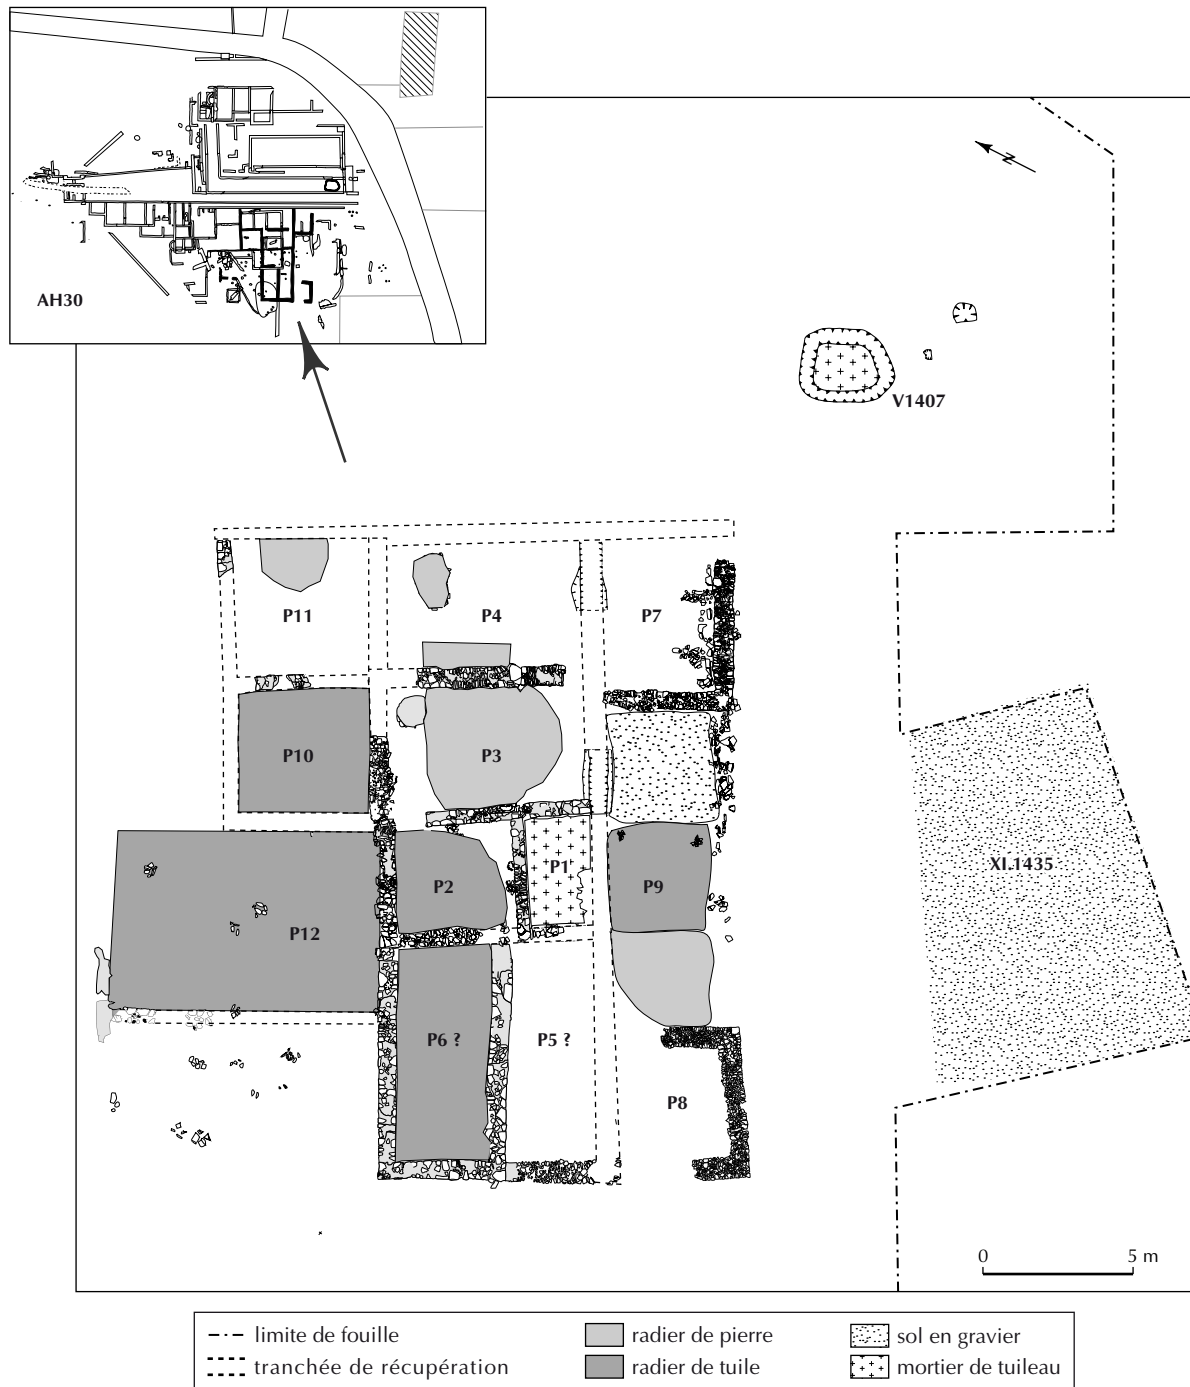 AH30
N
V1407
P11
P4
P7
P10
P3
P1
P2
P9
P12
XI.1435
P6 ?
P5 ?
P8
0 5 m
limite de fouille
tranchée de récupération
radier de pierre
radier de tuile
sol en gravier
mortier de tuileau